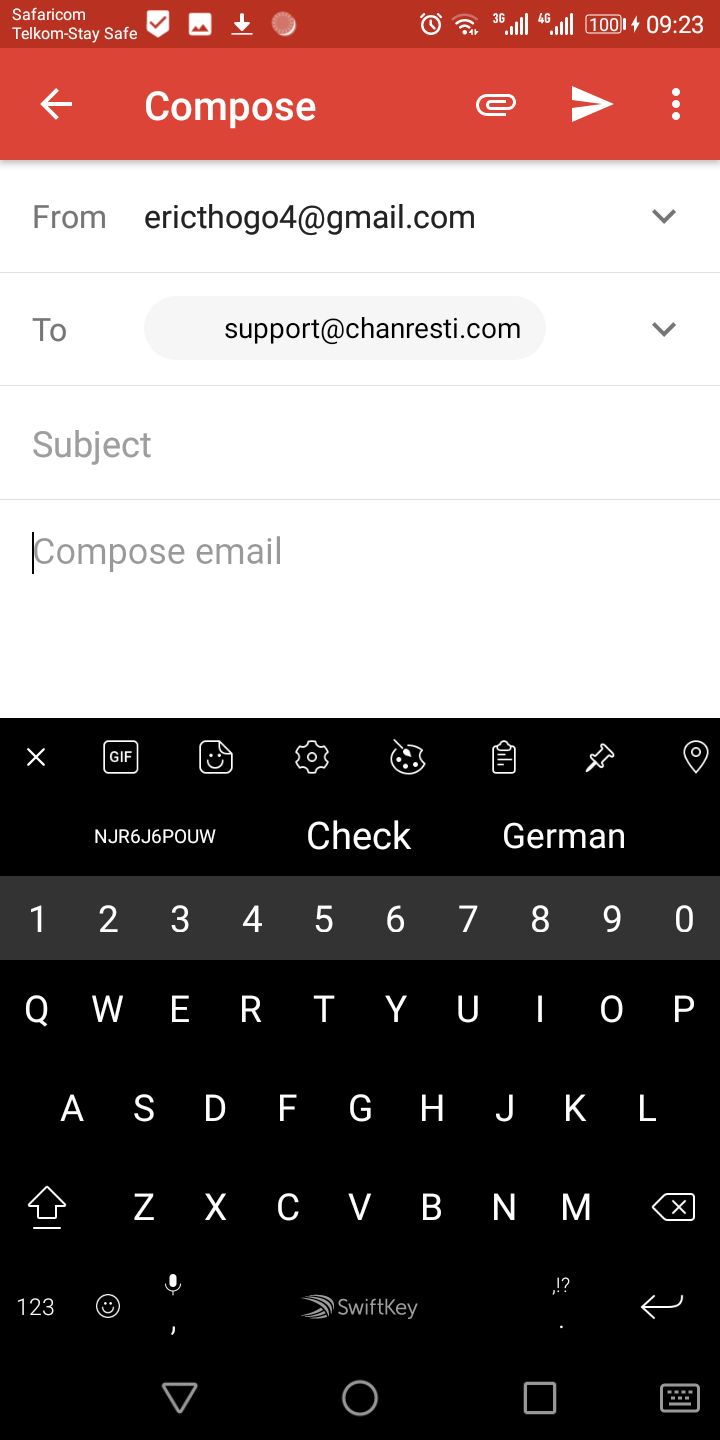 Safaricom
Telkom-Stay Safe
3G 4G 100 09:23
Compose
From ericthogo4@gmail.com
To support@chanresti.com
Subject
Compose email
GIF
NJR6J6POUW Check German
1 2 3 4 5 6 7 8 9 0
Q W E R T Y U I O P
A S D F G H J K L
Z X C V B N M
123 , SwiftKey ,!? .